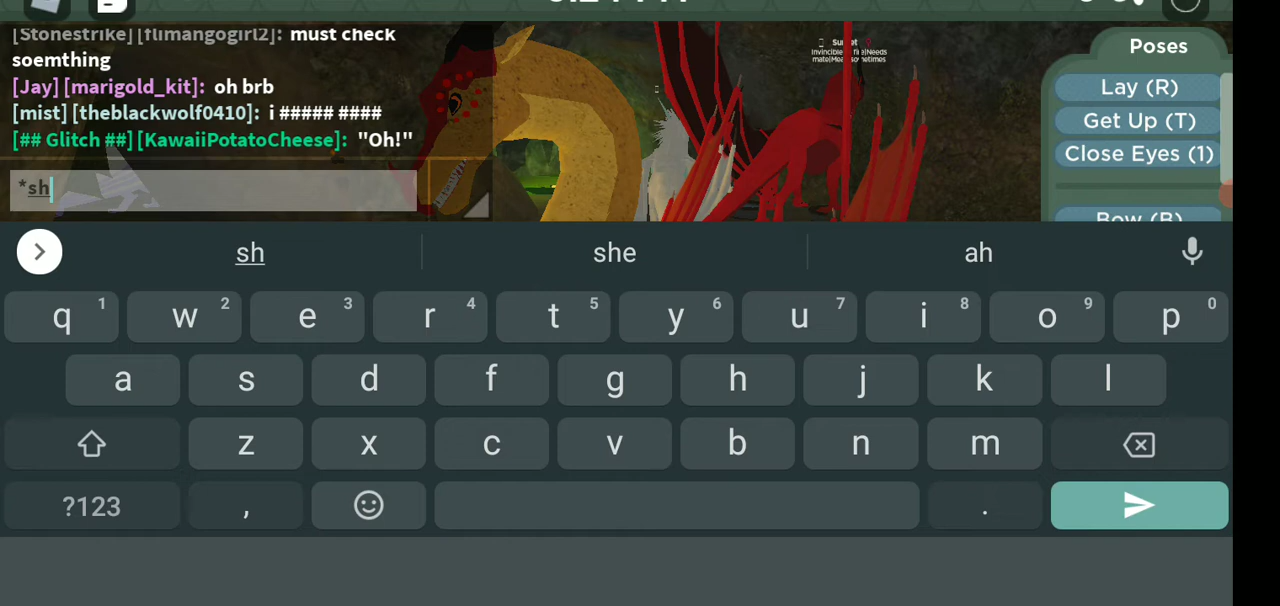 [Stonestrike] [flimangogirl2]: must check
soemthing
[Jay] [marigold_kit]: oh brb
[mist] [theblackwolf0410]: i ##### ####
[## Glitch ##] [KawaiiPotatoCheese]: "Oh!"
*sh
Poses
Lay (R)
Get Up (T)
Close Eyes (1)
Bow (B)
sh she ah
q 1 w 2 e 3 r 4 t 5 y 6 u 7 i 8 o 9 p 0
a s d f g h j k l
z x c v b n m
?123 , .